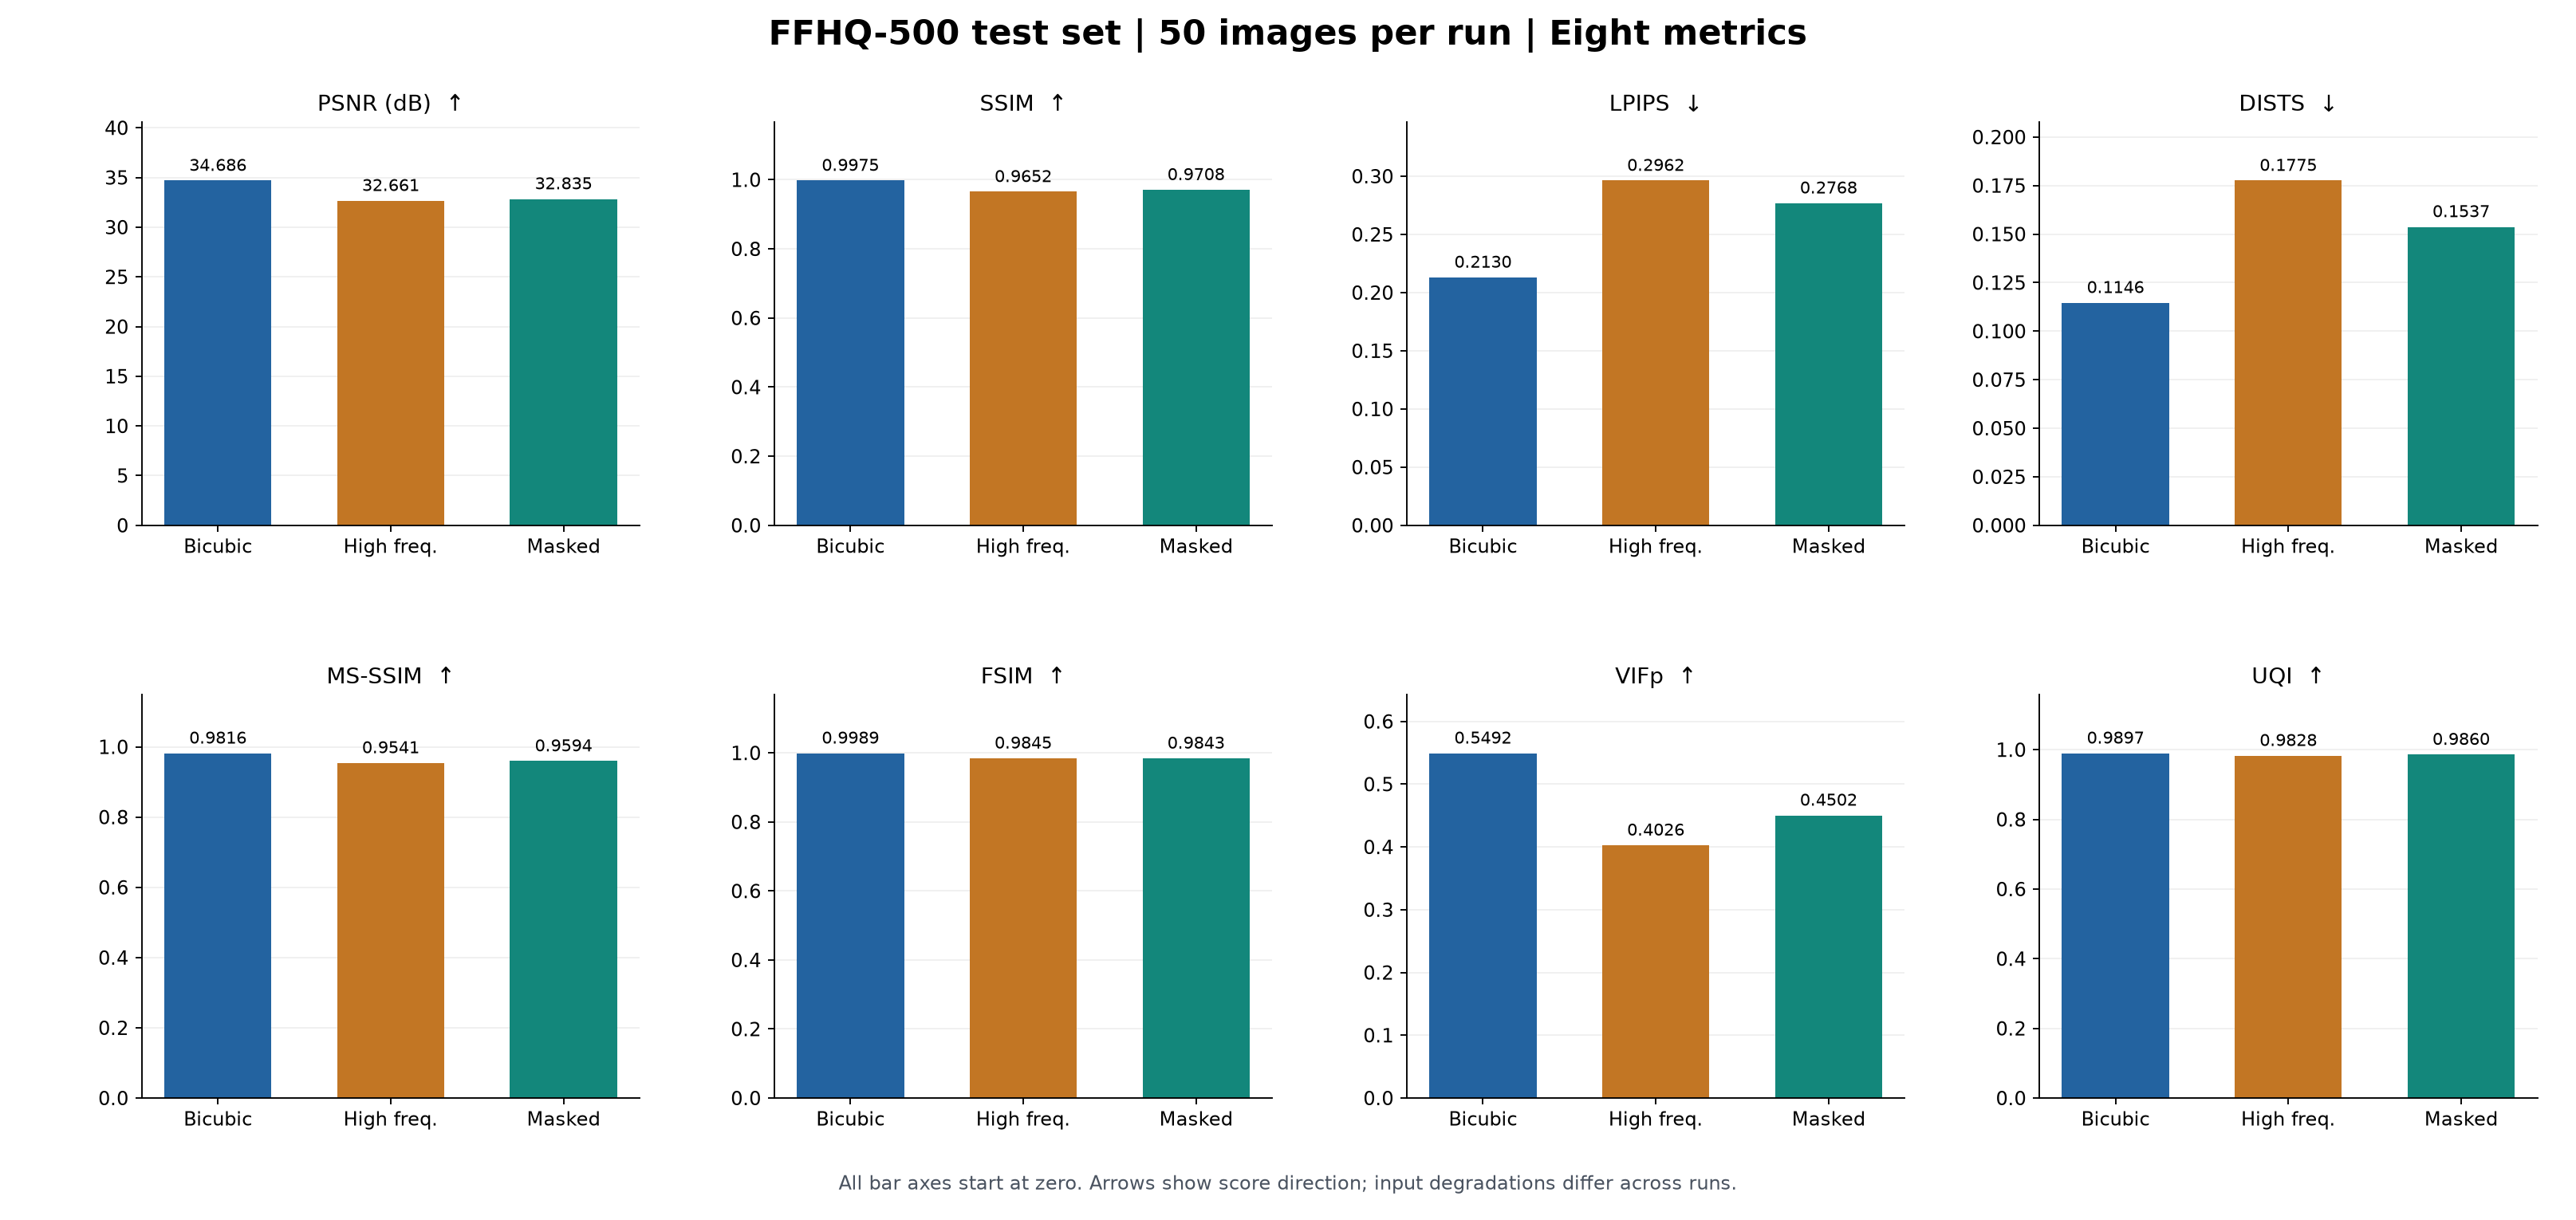 FFHQ-500 test set | 50 images per run | Eight metrics
PSNR (dB) ↑
40
35
30
25
20
15
10
5
0
34.686
32.661
32.835
Bicubic
High freq.
Masked
SSIM ↑
1.0
0.8
0.6
0.4
0.2
0.0
0.9975
0.9652
0.9708
Bicubic
High freq.
Masked
LPIPS ↓
0.30
0.25
0.20
0.15
0.10
0.05
0.00
0.2130
0.2962
0.2768
Bicubic
High freq.
Masked
DISTS ↓
0.200
0.175
0.150
0.125
0.100
0.075
0.050
0.025
0.000
0.1146
0.1775
0.1537
Bicubic
High freq.
Masked
MS-SSIM ↑
1.0
0.8
0.6
0.4
0.2
0.0
0.9816
0.9541
0.9594
Bicubic
High freq.
Masked
FSIM ↑
1.0
0.8
0.6
0.4
0.2
0.0
0.9989
0.9845
0.9843
Bicubic
High freq.
Masked
VIFp ↑
0.6
0.5
0.4
0.3
0.2
0.1
0.0
0.5492
0.4026
0.4502
Bicubic
High freq.
Masked
UQI ↑
1.0
0.8
0.6
0.4
0.2
0.0
0.9897
0.9828
0.9860
Bicubic
High freq.
Masked
All bar axes start at zero. Arrows show score direction; input degradations differ across runs.